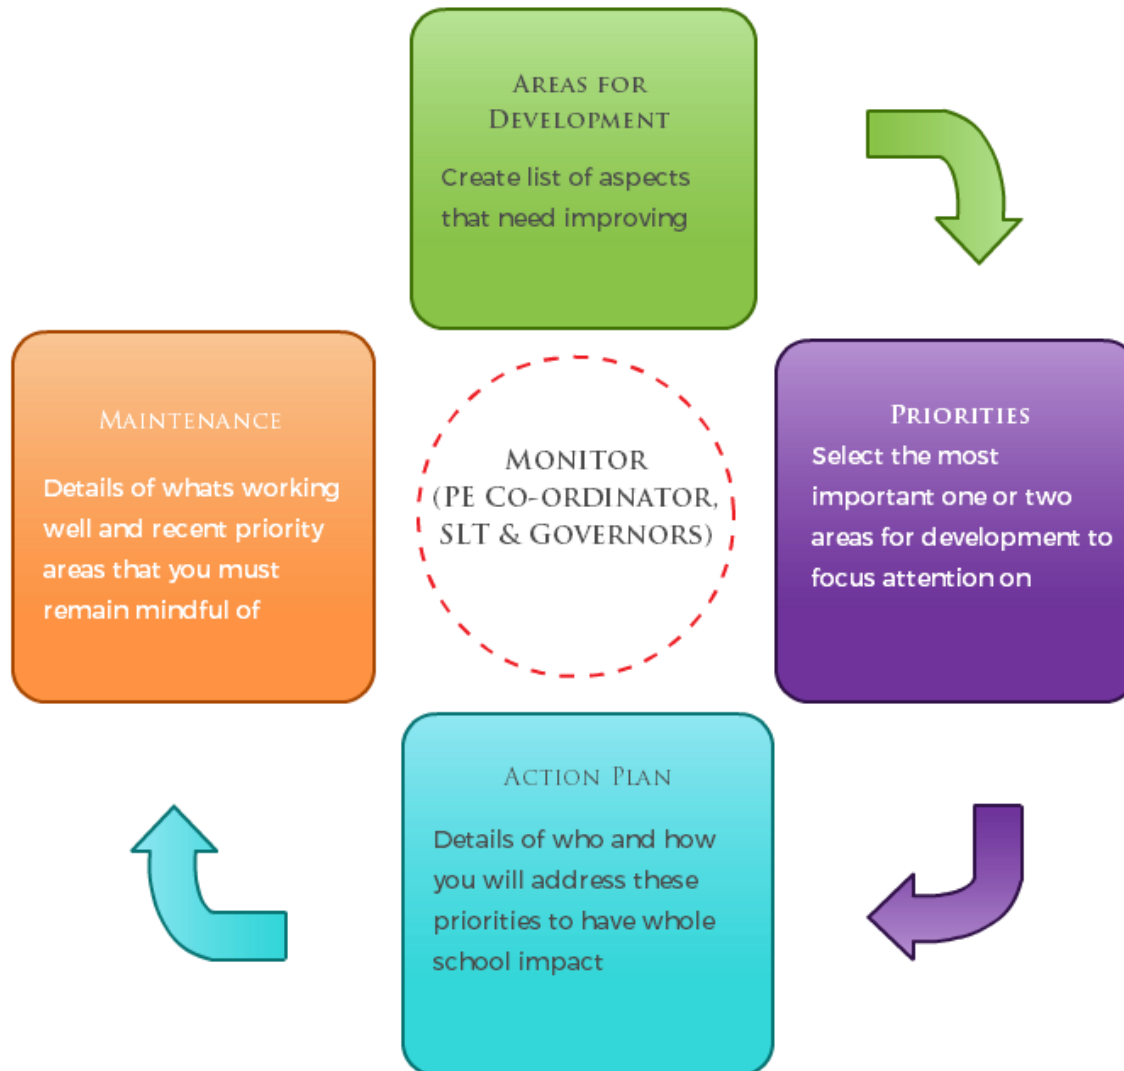 AREAS FOR
DEVELOPMENT
Create list of aspects
that need improving
PRIORITIES
Select the most
important one or two
areas for development to
focus attention on
ACTION PLAN
Details of who and how
you will address these
priorities to have whole
school impact
MAINTENANCE
Details of whats working
well and recent priority
areas that you must
remain mindful of
MONITOR
(PE CO-ORDINATOR,
SLT & GOVERNORS)